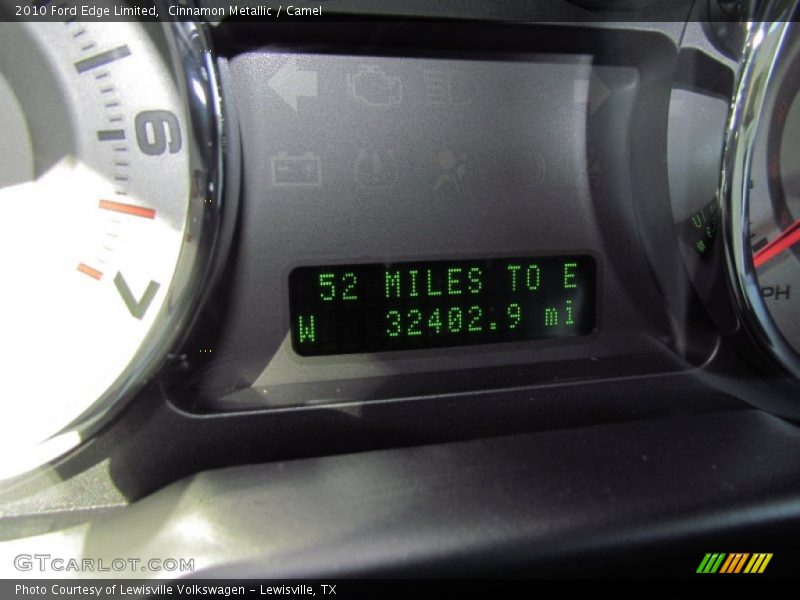 2010 Ford Edge Limited, Cinnamon Metallic / Camel
6
7
52 MILES TO E
W 32402.9 mi
PH
GTCARLOT.COM
Photo Courtesy of Lewisville Volkswagen - Lewisville, TX